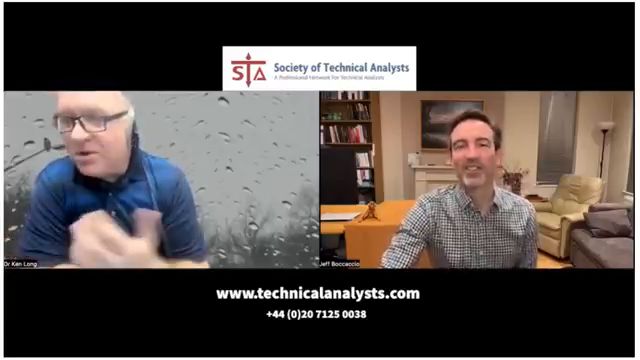 STA
Society of Technical Analysts
A Professional Network For Technical Analysts
Dr Ken Long
Jeff Boccaccio
www.technicalanalysts.com
+44 (0)20 7125 0038